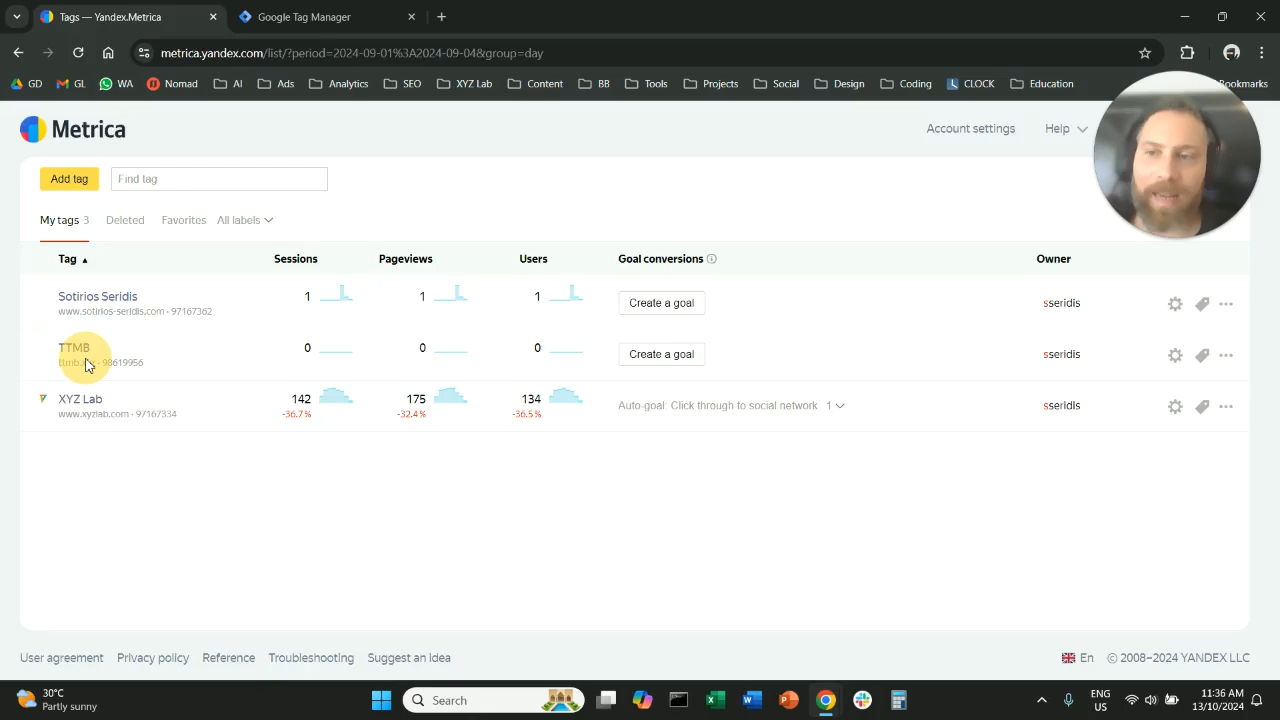 Tags — Yandex.Metrica
Google Tag Manager
metrica.yandex.com/list/?period=2024-09-01%3A2024-09-04&group=day
GD
GL
WA
Nomad
AI
Ads
Analytics
SEO
XYZ Lab
Content
BB
Tools
Projects
Social
Design
Coding
CLOCK
Education
Bookmarks
Metrica
Account settings
Help
Add tag
Find tag
My tags 3
Deleted
Favorites
All labels
Tag
Sessions
Pageviews
Users
Goal conversions
Owner
Sotirios Seridis
www.sotirios-seridis.com - 97167362
1
1
1
Create a goal
sseridis
TTMB
98619956
0
0
0
Create a goal
sseridis
XYZ Lab
www.xyzlab.com - 97167334
142
-36.7%
175
-32.4%
134
-36.5%
Auto-goal: Click through to social network 1
sseridis
User agreement
Privacy policy
Reference
Troubleshooting
Suggest an idea
En
© 2008–2024 YANDEX LLC
30°C
Partly sunny
Search
ENG
US
11:36 AM
13/10/2024